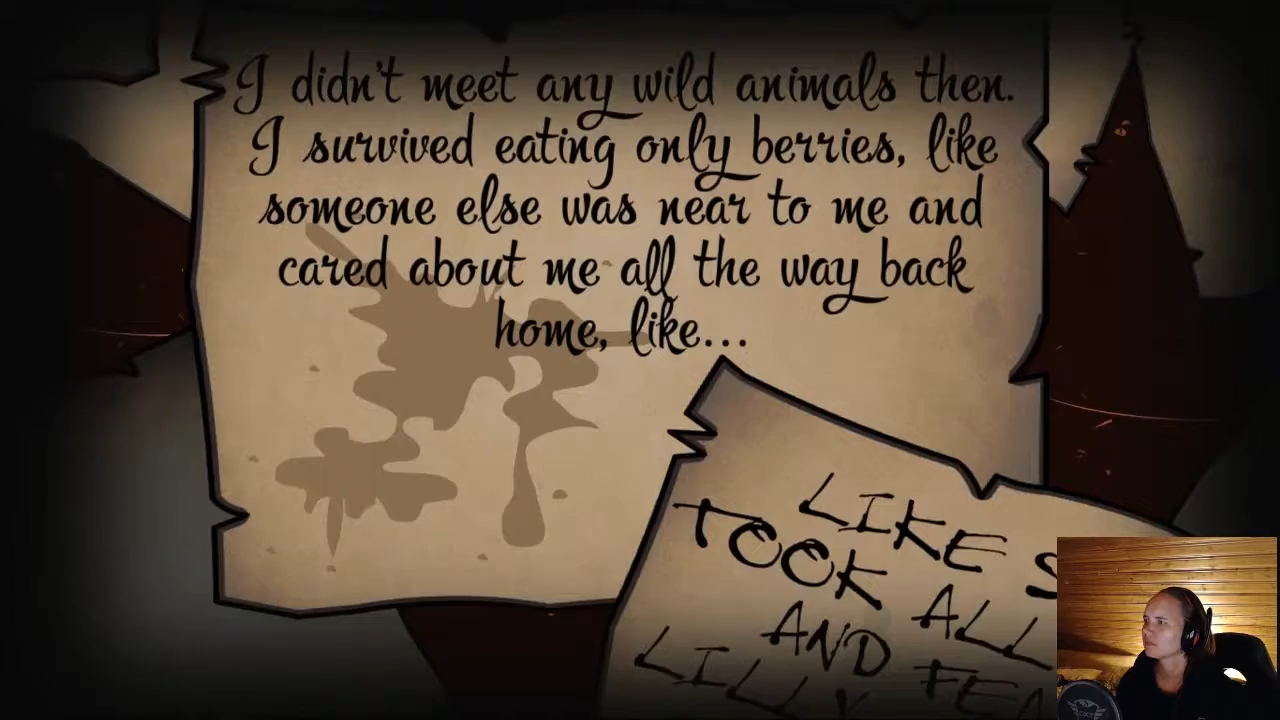 I didn't meet any wild animals then.
I survived eating only berries, like
someone else was near to me and
cared about me all the way back
home, like...
LIKE
TOOK ALL
AND
LILLY